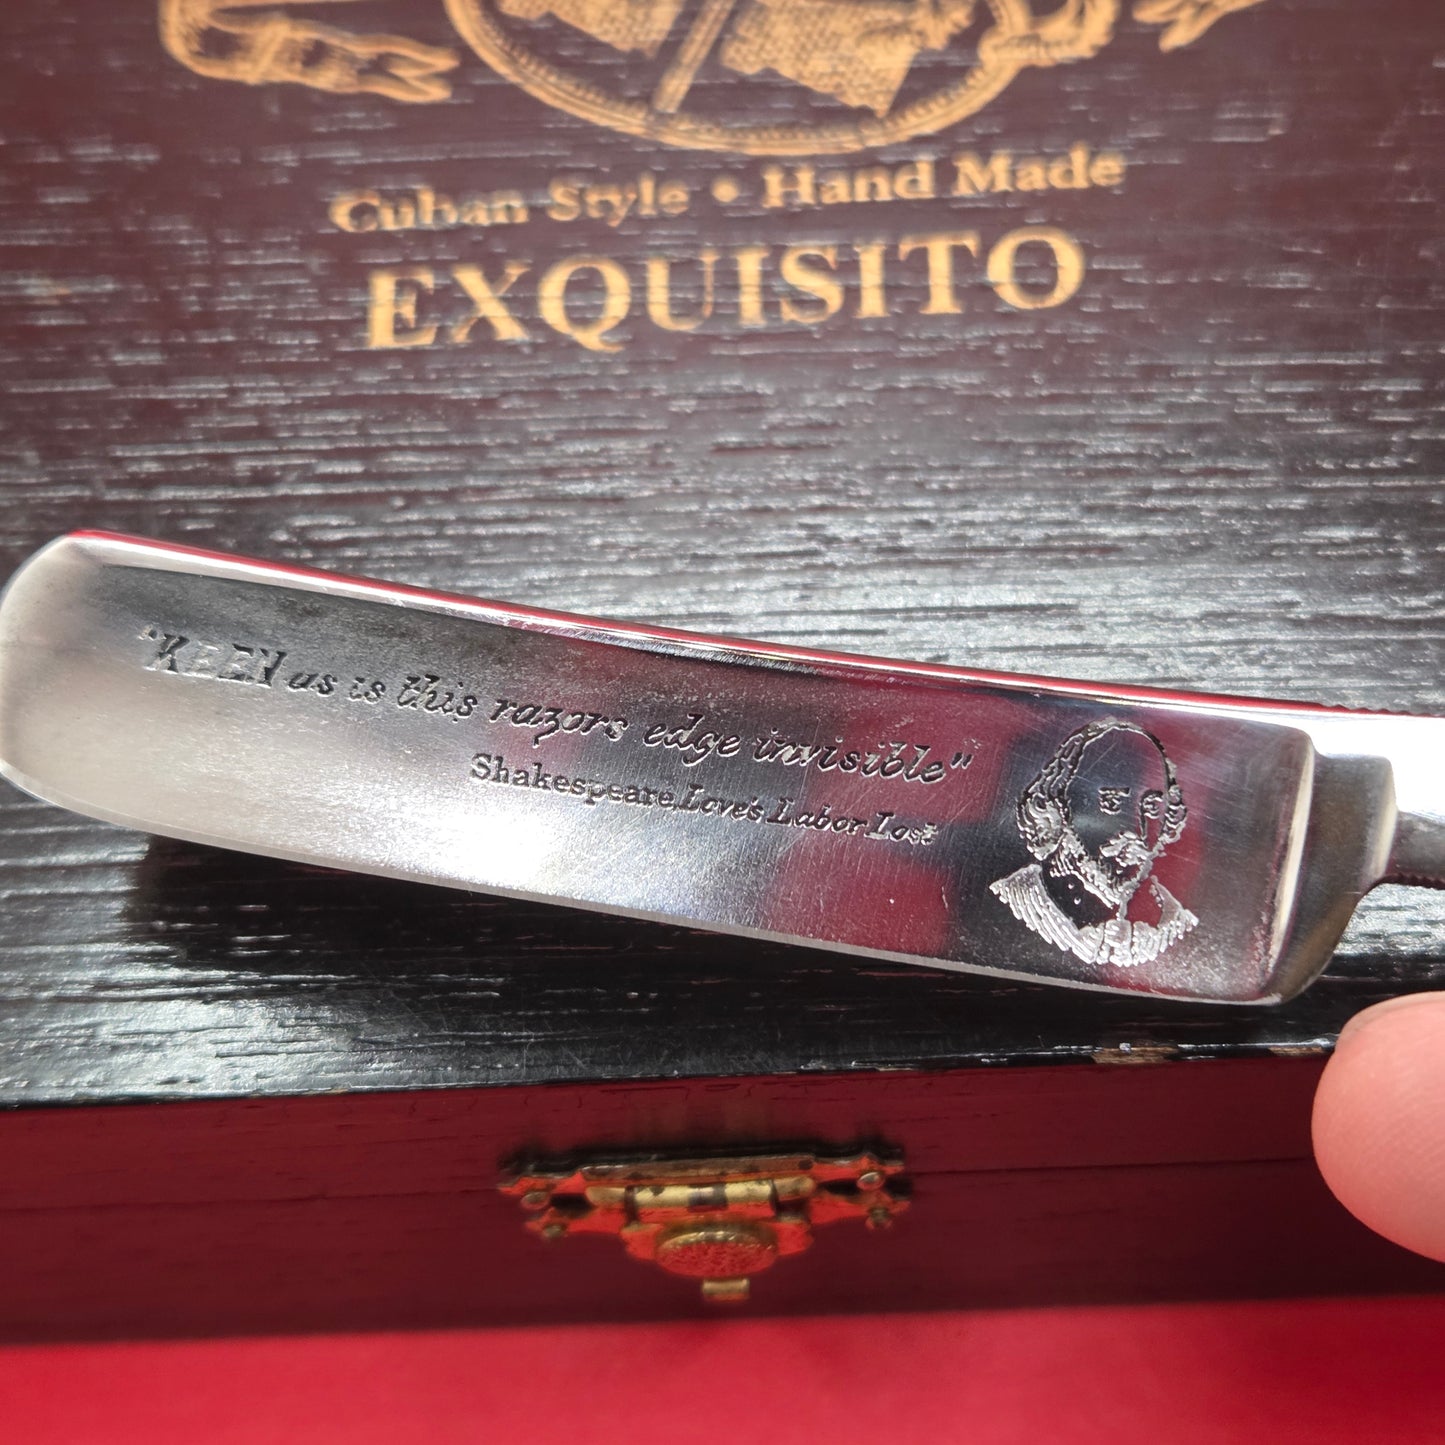 Cuban Style • Hand Made
EXQUISITO
"KEEN as is this razors edge invisible"
Shakespeare, Love's Labor Lost